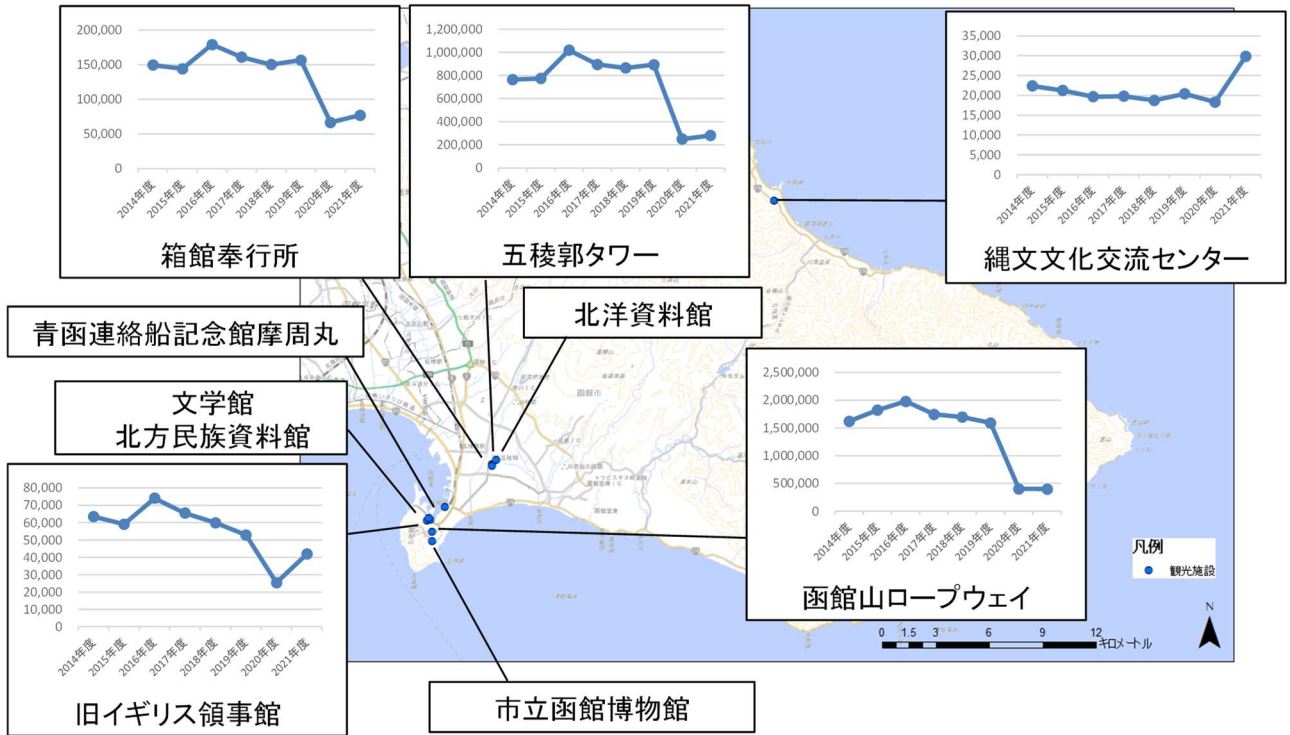 200,000
150,000
100,000
50,000
0
2014年度
2015年度
2016年度
2017年度
2018年度
2019年度
2020年度
2021年度
箱館奉行所
1,200,000
1,000,000
800,000
600,000
400,000
200,000
0
2014年度
2015年度
2016年度
2017年度
2018年度
2019年度
2020年度
2021年度
五稜郭タワー
35,000
30,000
25,000
20,000
15,000
10,000
5,000
0
2014年度
2015年度
2016年度
2017年度
2018年度
2019年度
2020年度
2021年度
縄文文化交流センター
青函連絡船記念館摩周丸
北洋資料館
文学館
北方民族資料館
函館市
2,500,000
2,000,000
1,500,000
1,000,000
500,000
0
2014年度
2015年度
2016年度
2017年度
2018年度
2019年度
2020年度
2021年度
函館山ロープウェイ
80,000
70,000
60,000
50,000
40,000
30,000
20,000
10,000
0
2014年度
2015年度
2016年度
2017年度
2018年度
2019年度
2020年度
2021年度
旧イギリス領事館
市立函館博物館
凡例
観光施設
N
0 1.5 3 6 9 12
キロメートル